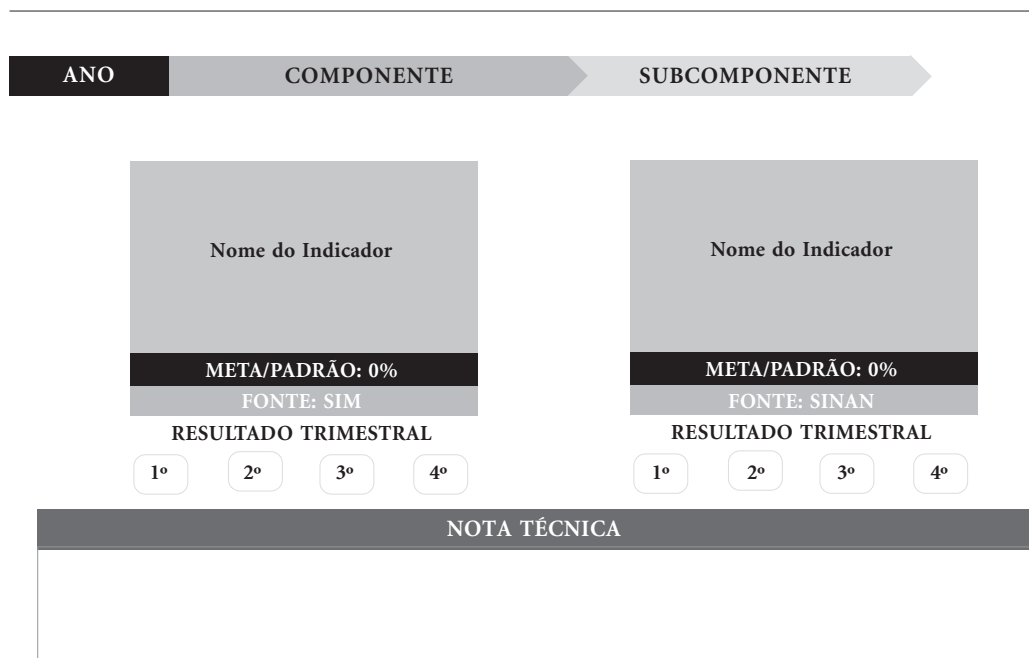 ANO COMPONENTE SUBCOMPONENTE
Nome do Indicador
META/PADRÃO: 0%
FONTE: SIM
RESULTADO TRIMESTRAL
1º 2º 3º 4º
Nome do Indicador
META/PADRÃO: 0%
FONTE: SINAN
RESULTADO TRIMESTRAL
1º 2º 3º 4º
NOTA TÉCNICA